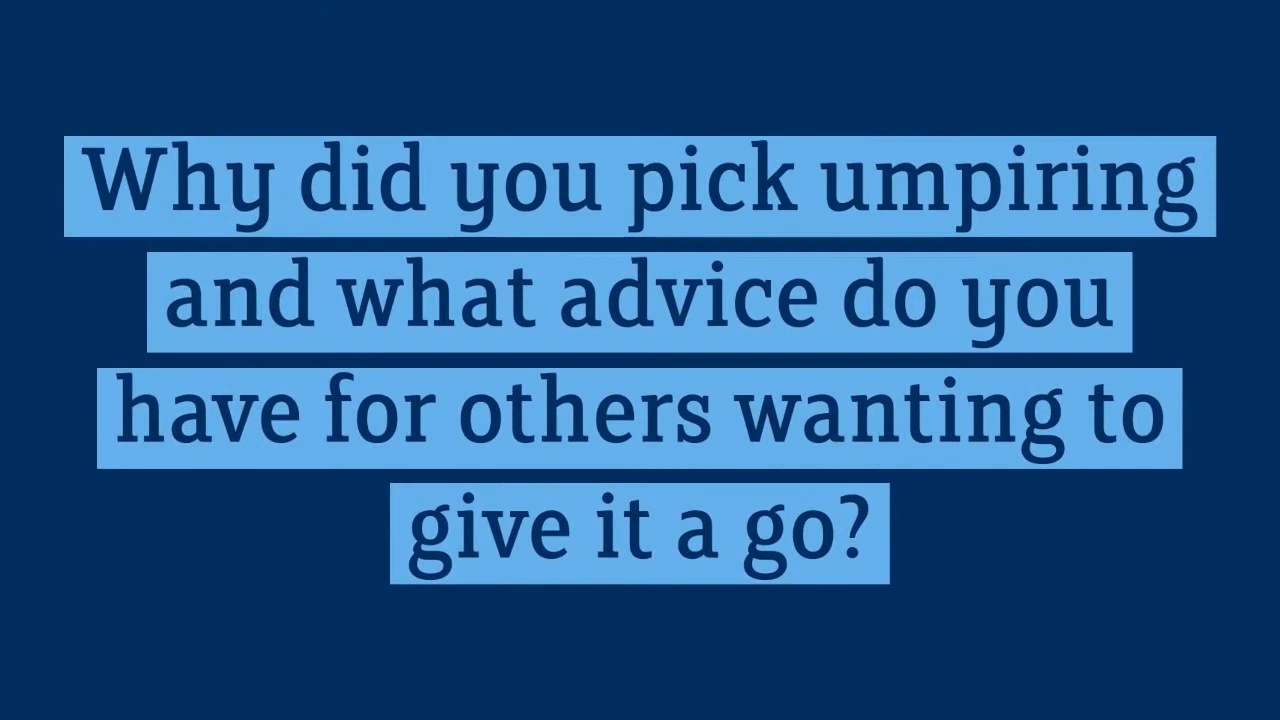 Why did you pick umpiring
and what advice do you
have for others wanting to
give it a go?